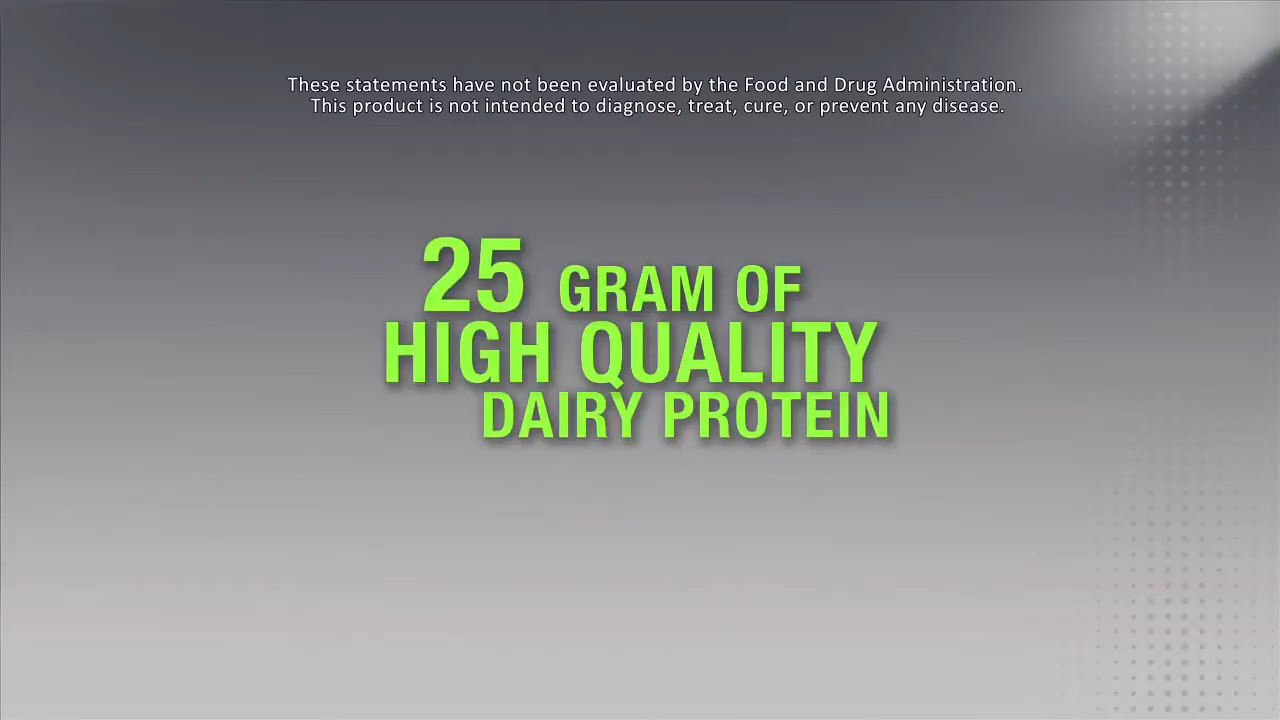 These statements have not been evaluated by the Food and Drug Administration.
This product is not intended to diagnose, treat, cure, or prevent any disease.
25 GRAM OF
HIGH QUALITY
DAIRY PROTEIN